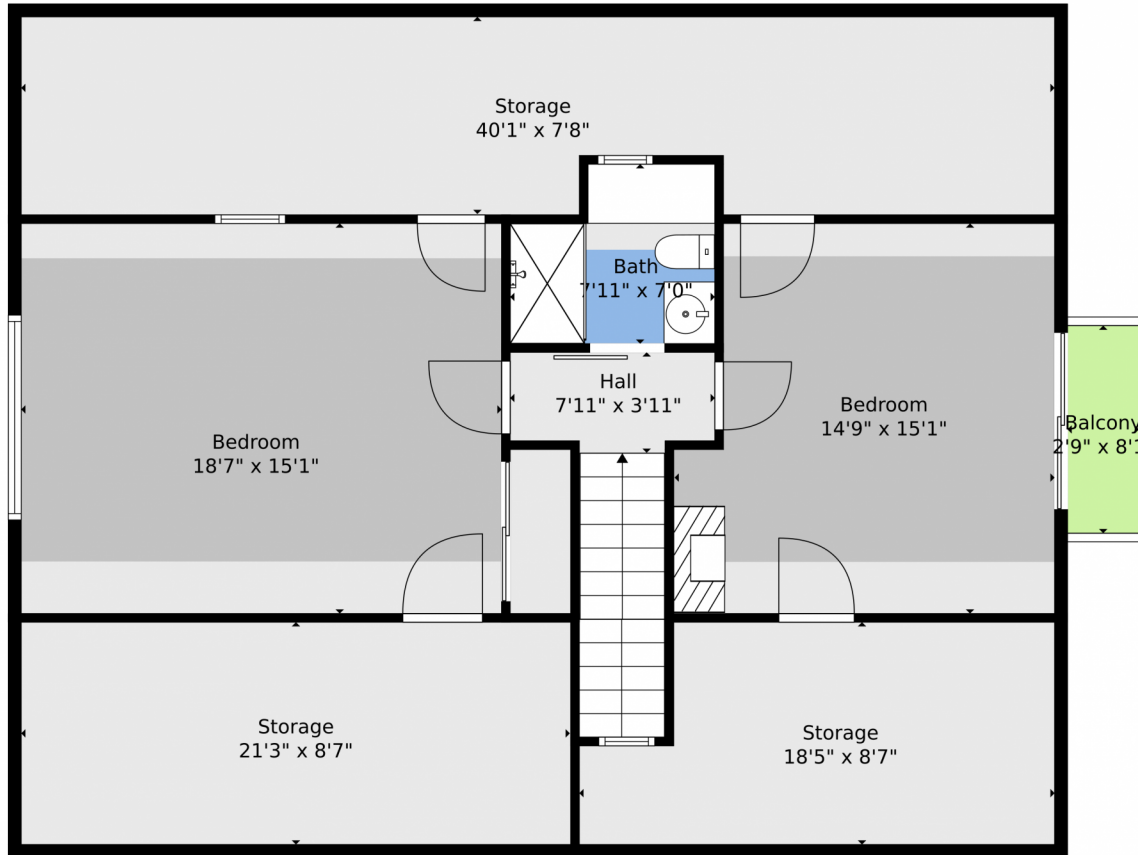 Storage
40'1" x 7'8"
Bath
7'11" x 7'0"
Hall
7'11" x 3'11"
Bedroom
14'9" x 15'1"
Balcony
Bedroom
18'7" x 15'1"
Storage
21'3" x 8'7"
Storage
18'5" x 8'7"